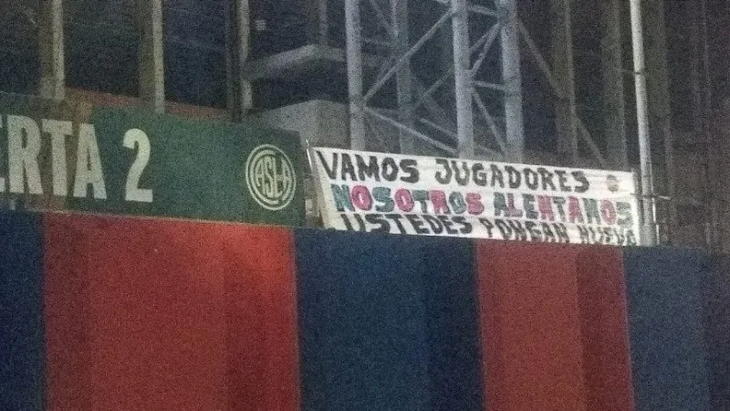 ERTA 2
CASLA
VAMOS JUGADORES
NOSOTROS ALENTAMOS
USTEDES PONGAN HUEVO